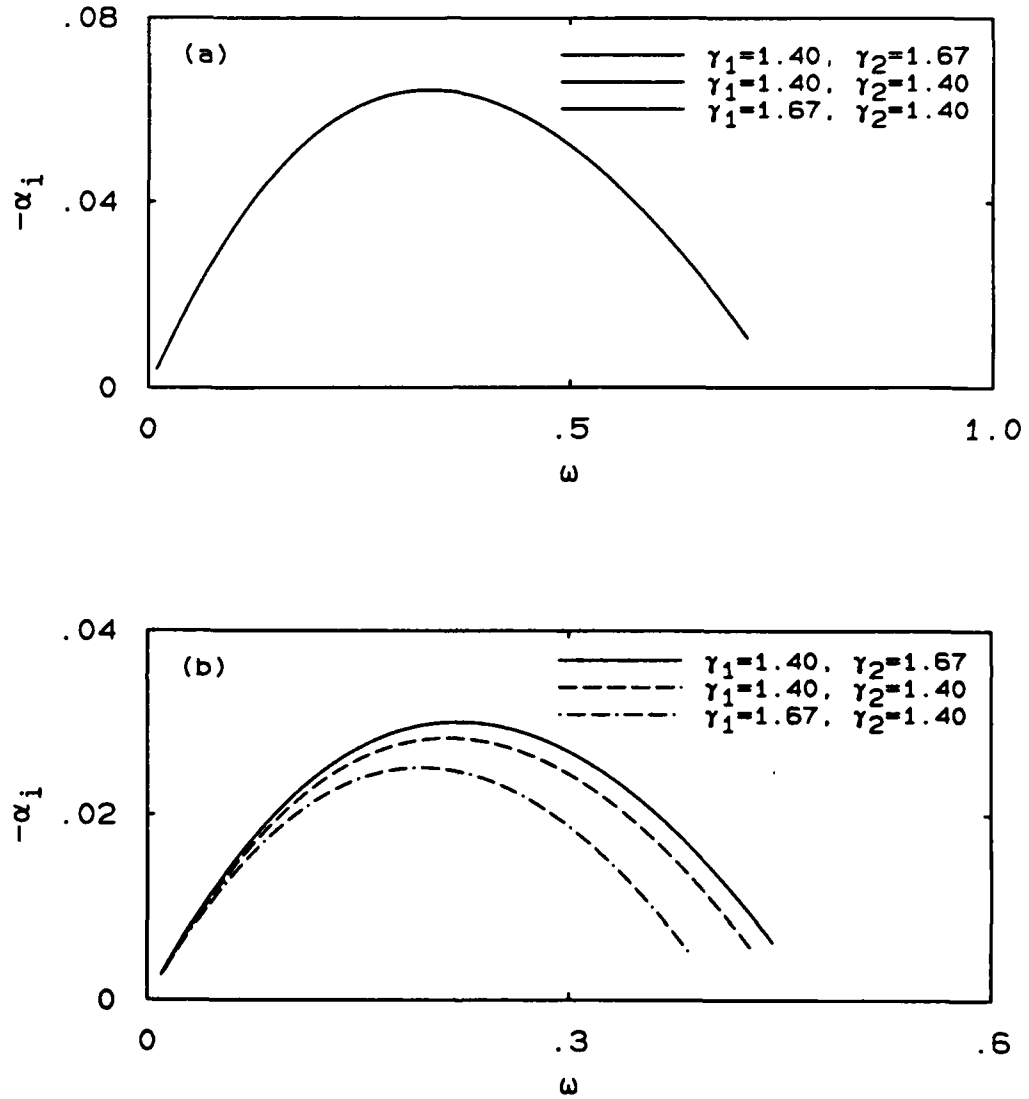 .08
(a)
γ1=1.40, γ2=1.67
γ1=1.40, γ2=1.40
γ1=1.67, γ2=1.40
-αi
.04
0
0 .5 1.0
ω
.04
(b)
γ1=1.40, γ2=1.67
γ1=1.40, γ2=1.40
γ1=1.67, γ2=1.40
-αi
.02
0
0 .3 .6
ω